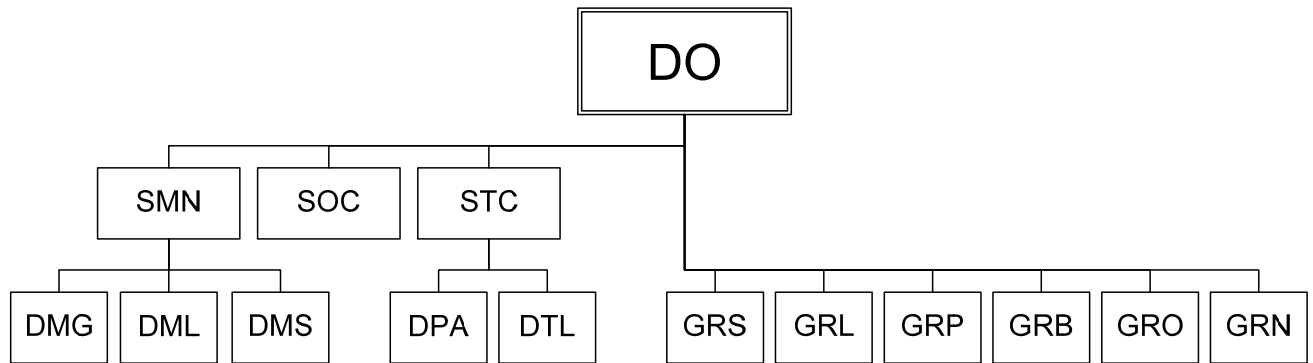 DO
SMN SOC STC
DMG DML DMS DPA DTL GRS GRL GRP GRB GRO GRN